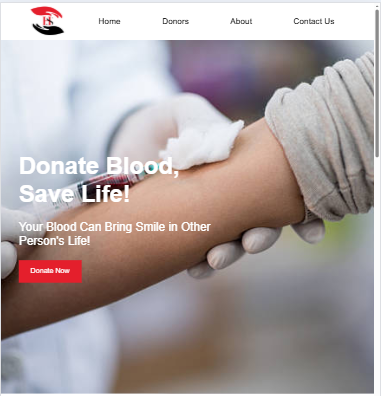 Home Donors About Contact Us
Donate Blood,
Save Life!
Your Blood Can Bring Smile in Other
Person's Life!
Donate Now